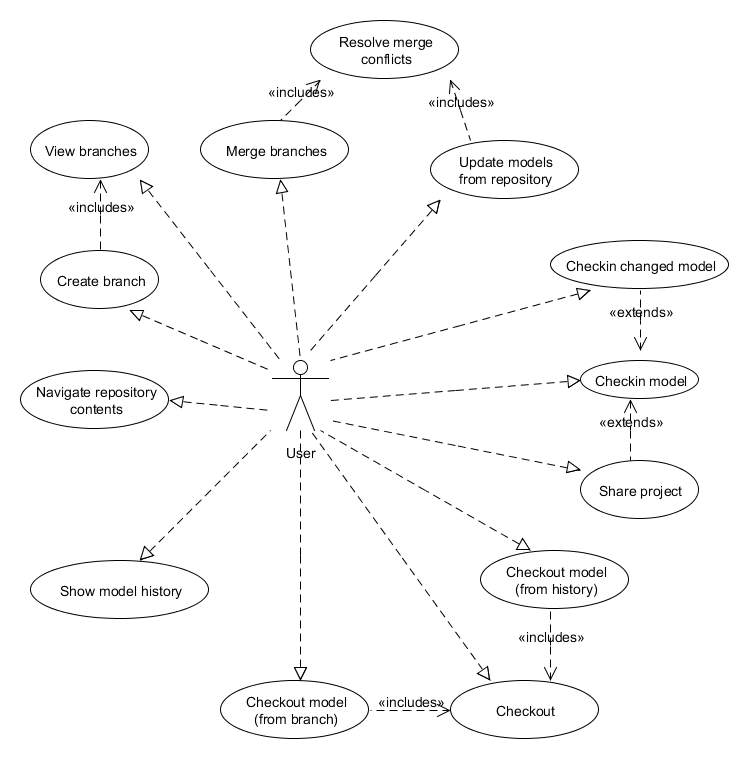 Resolve merge
conflicts
«includes»
«includes»
View branches
Merge branches
Update models
from repository
«includes»
Create branch
Checkin changed model
«extends»
Navigate repository
contents
Checkin model
«extends»
User
Share project
Show model history
Checkout model
(from history)
«includes»
Checkout model
(from branch)
«includes»
Checkout